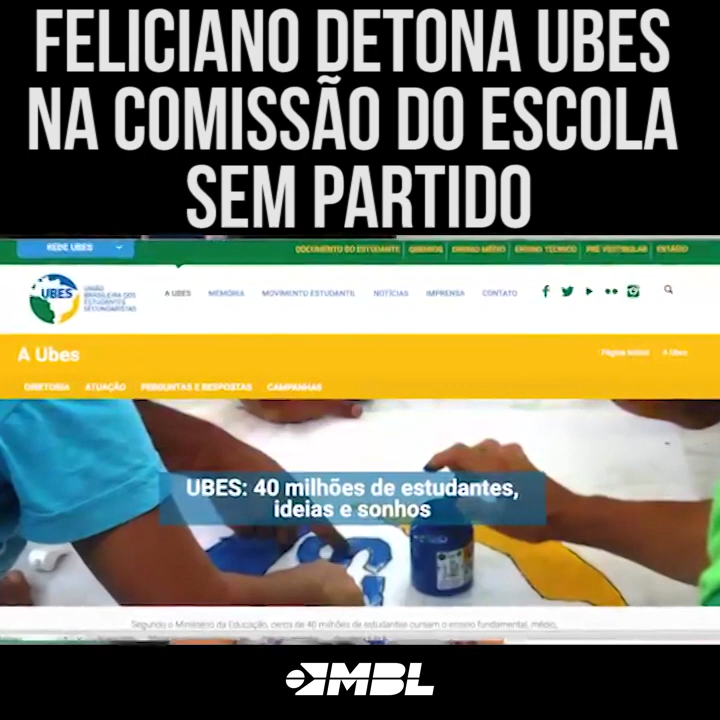 FELICIANO DETONA UBES
NA COMISSÃO DO ESCOLA
SEM PARTIDO
REDE UBES
DOCUMENTO DO ESTUDANTE
GRÊMIOS
ENSINO MÉDIO
ENSINO TÉCNICO
PRÉ VESTIBULAR
ESTÁGIO
UBES
UNIÃO
BRASILEIRA DOS
ESTUDANTES
SECUNDARISTAS
A UBES
MEMÓRIA
MOVIMENTO ESTUDANTIL
NOTÍCIAS
IMPRENSA
CONTATO
A Ubes
Página Inicial
A Ubes
DIRETORIA
ATUAÇÃO
PERGUNTAS E RESPOSTAS
CAMPANHAS
UBES: 40 milhões de estudantes,
ideias e sonhos
Segundo o Ministério da Educação, cerca de 40 milhões de estudantes cursam o ensino fundamental, médio,
MBL